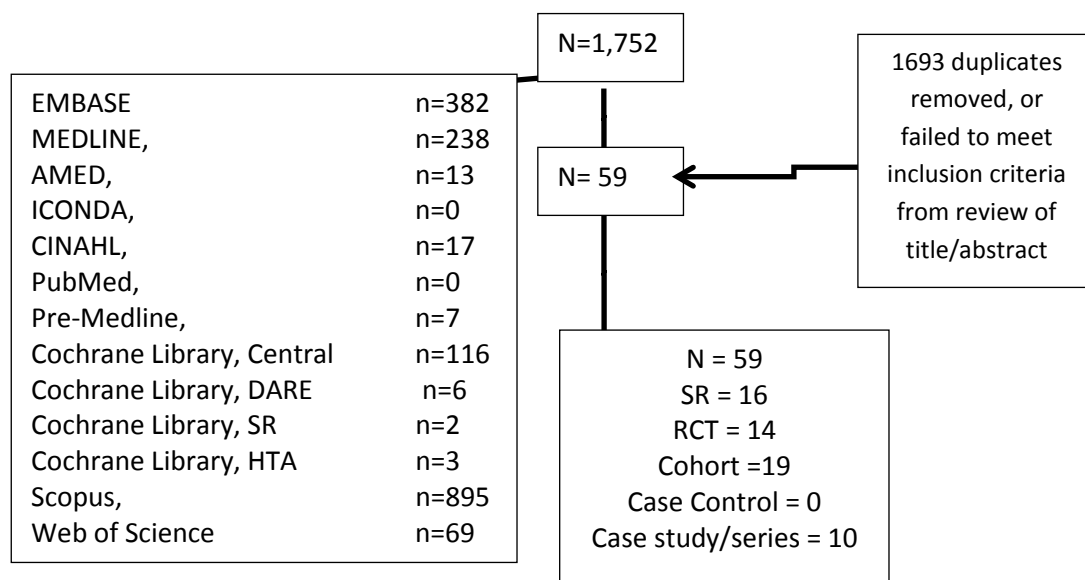 N=1,752
EMBASE n=382
MEDLINE, n=238
AMED, n=13
ICONDA, n=0
CINAHL, n=17
PubMed, n=0
Pre-Medline, n=7
Cochrane Library, Central n=116
Cochrane Library, DARE n=6
Cochrane Library, SR n=2
Cochrane Library, HTA n=3
Scopus, n=895
Web of Science n=69
1693 duplicates
removed, or
failed to meet
inclusion criteria
from review of
title/abstract
N= 59
N = 59
SR = 16
RCT = 14
Cohort =19
Case Control = 0
Case study/series = 10